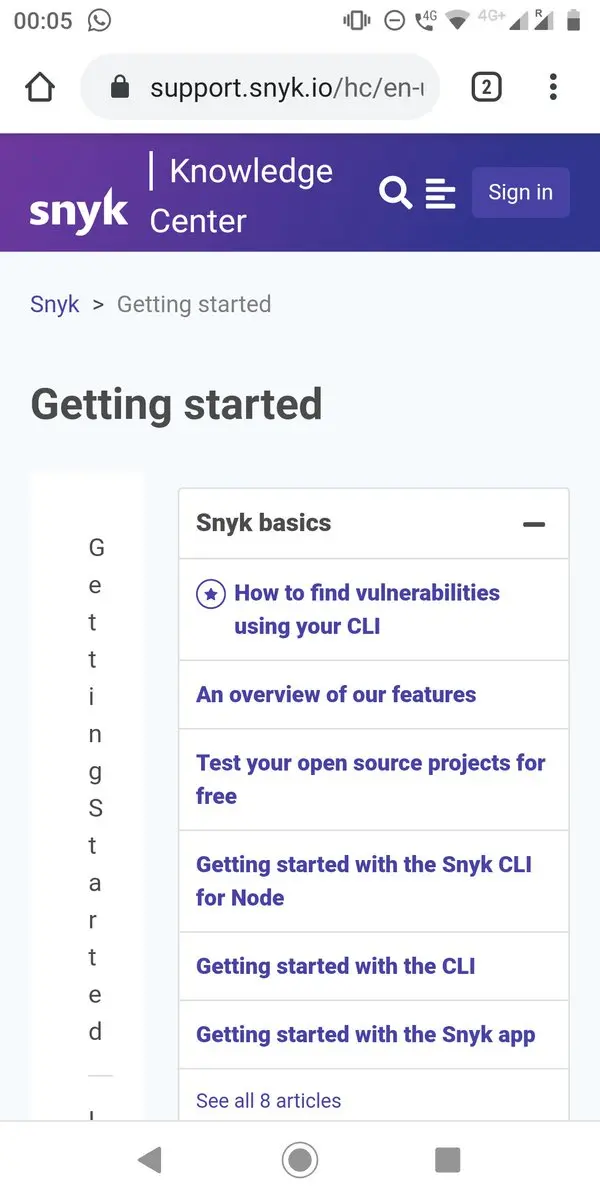 00:05
4G
4G+
R
support.snyk.io/hc/en-
2
snyk
| Knowledge
Center
Sign in
Snyk > Getting started
Getting started
G
e
t
t
i
n
g
S
t
a
r
t
e
d
Snyk basics
How to find vulnerabilities
using your CLI
An overview of our features
Test your open source projects for
free
Getting started with the Snyk CLI
for Node
Getting started with the CLI
Getting started with the Snyk app
See all 8 articles